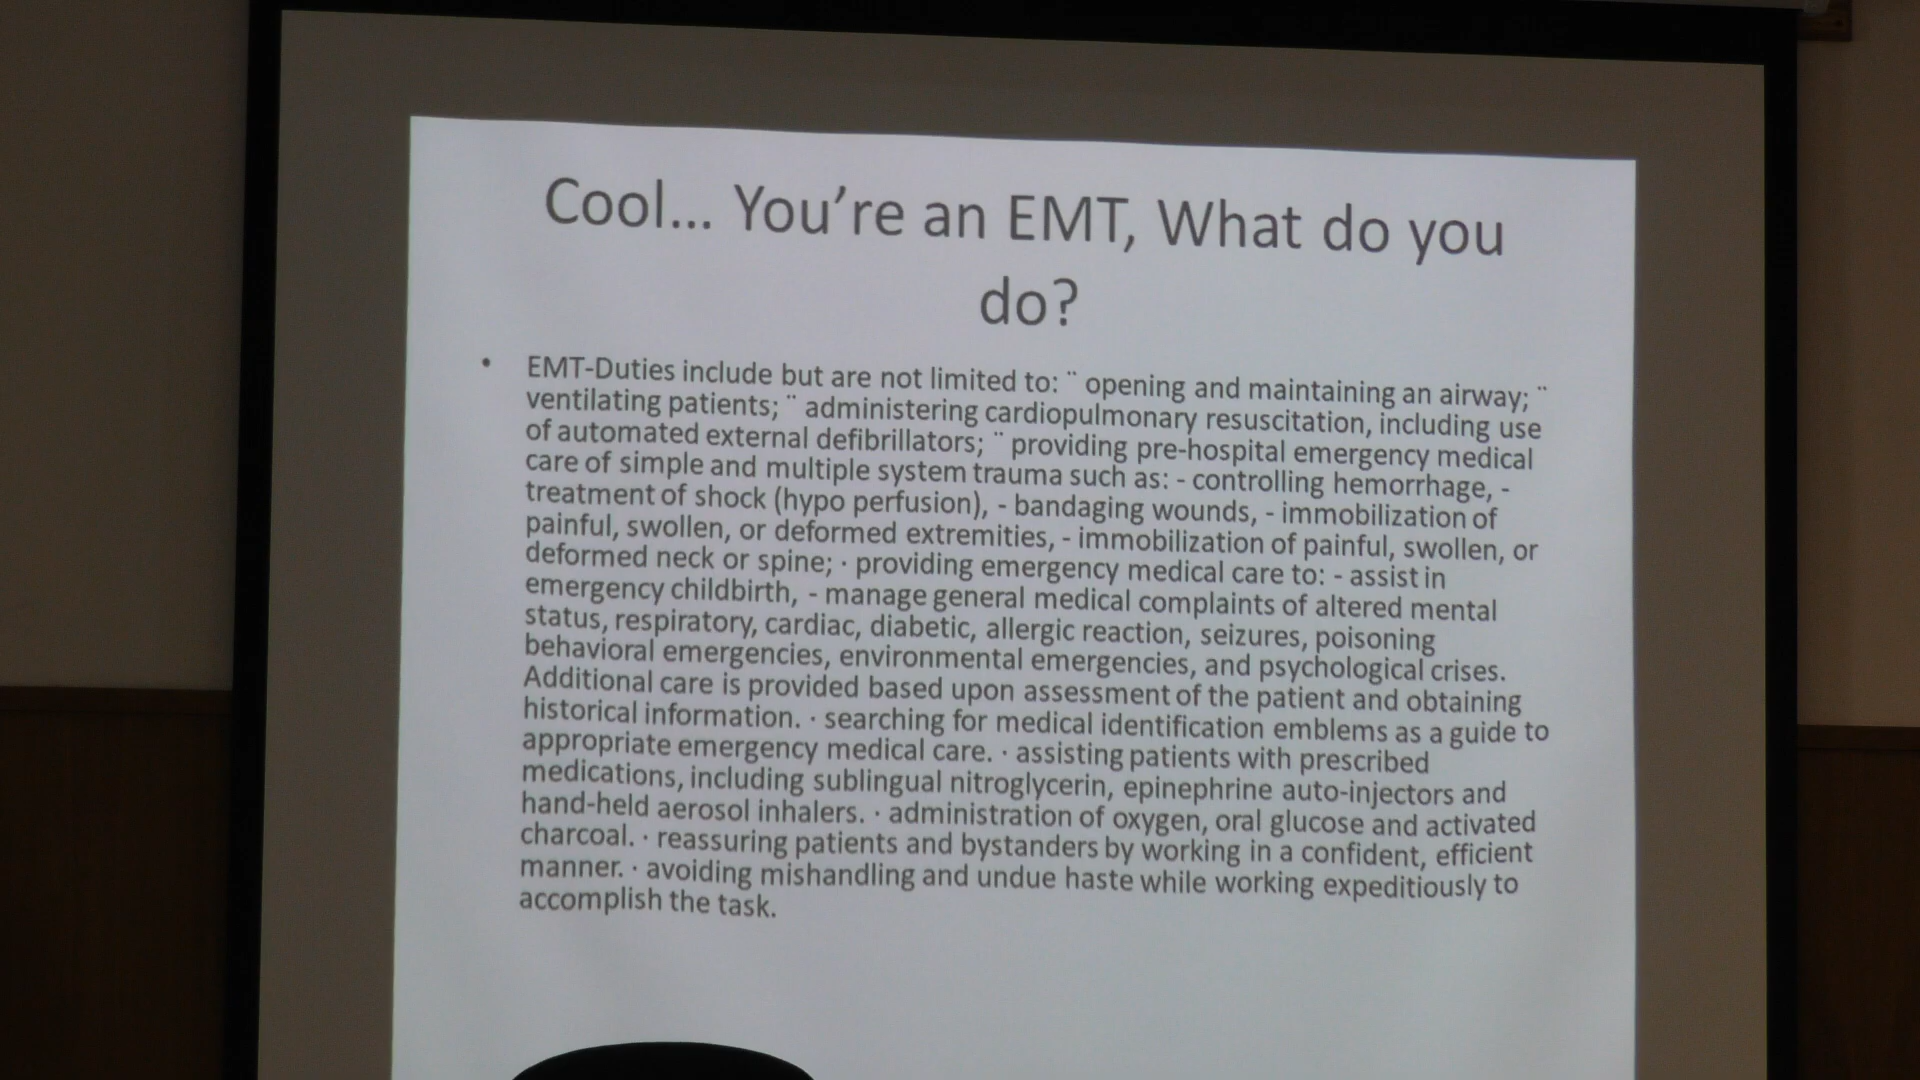 Cool… You're an EMT, What do you
do?
• EMT-Duties include but are not limited to: ¨ opening and maintaining an airway; ¨
ventilating patients; ¨ administering cardiopulmonary resuscitation, including use
of automated external defibrillators; ¨ providing pre-hospital emergency medical
care of simple and multiple system trauma such as: - controlling hemorrhage, -
treatment of shock (hypo perfusion), - bandaging wounds, - immobilization of
painful, swollen, or deformed extremities, - immobilization of painful, swollen, or
deformed neck or spine; · providing emergency medical care to: - assist in
emergency childbirth, - manage general medical complaints of altered mental
status, respiratory, cardiac, diabetic, allergic reaction, seizures, poisoning
behavioral emergencies, environmental emergencies, and psychological crises.
Additional care is provided based upon assessment of the patient and obtaining
historical information. · searching for medical identification emblems as a guide to
appropriate emergency medical care. · assisting patients with prescribed
medications, including sublingual nitroglycerin, epinephrine auto-injectors and
hand-held aerosol inhalers. · administration of oxygen, oral glucose and activated
charcoal. · reassuring patients and bystanders by working in a confident, efficient
manner. · avoiding mishandling and undue haste while working expeditiously to
accomplish the task.